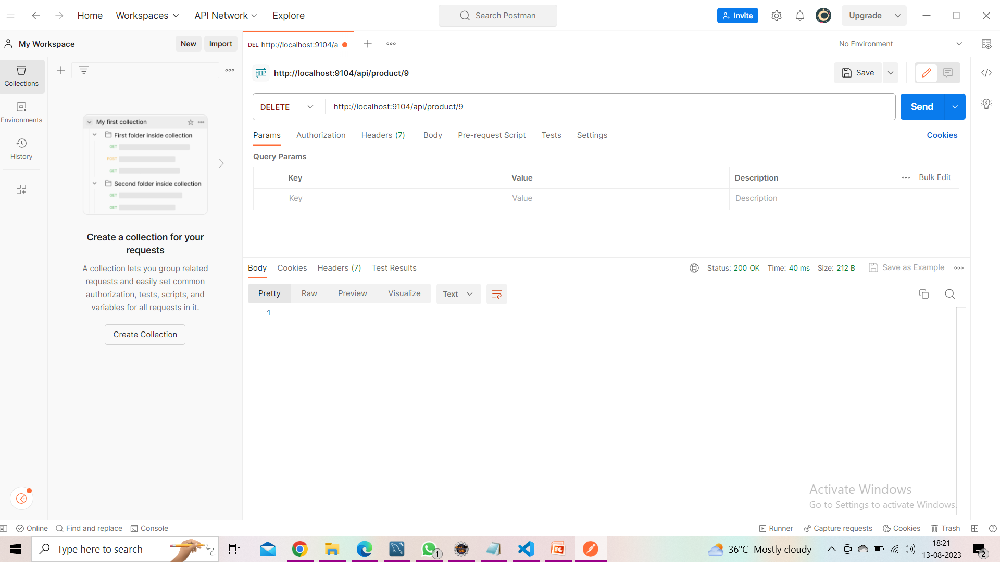 Home Workspaces API Network Explore Search Postman Invite Upgrade
My Workspace New Import DEL http://localhost:9104/a No Environment
HTTP http://localhost:9104/api/product/9 Save
Collections
Environments
History
My first collection
First folder inside collection
GET
POST
GET
Second folder inside collection
GET
GET
Create a collection for your
requests
A collection lets you group related
requests and easily set common
authorization, tests, scripts, and
variables for all requests in it.
Create Collection
DELETE http://localhost:9104/api/product/9 Send
Params Authorization Headers (7) Body Pre-request Script Tests Settings Cookies
Query Params
Key Value Description Bulk Edit
Key Value Description
Body Cookies Headers (7) Test Results Status: 200 OK Time: 40 ms Size: 212 B Save as Example
Pretty Raw Preview Visualize Text
1
Activate Windows
Go to Settings to activate Windows.
Online Find and replace Console Runner Capture requests Cookies Trash
Type here to search 1 36°C Mostly cloudy 18:21
13-08-2023 2